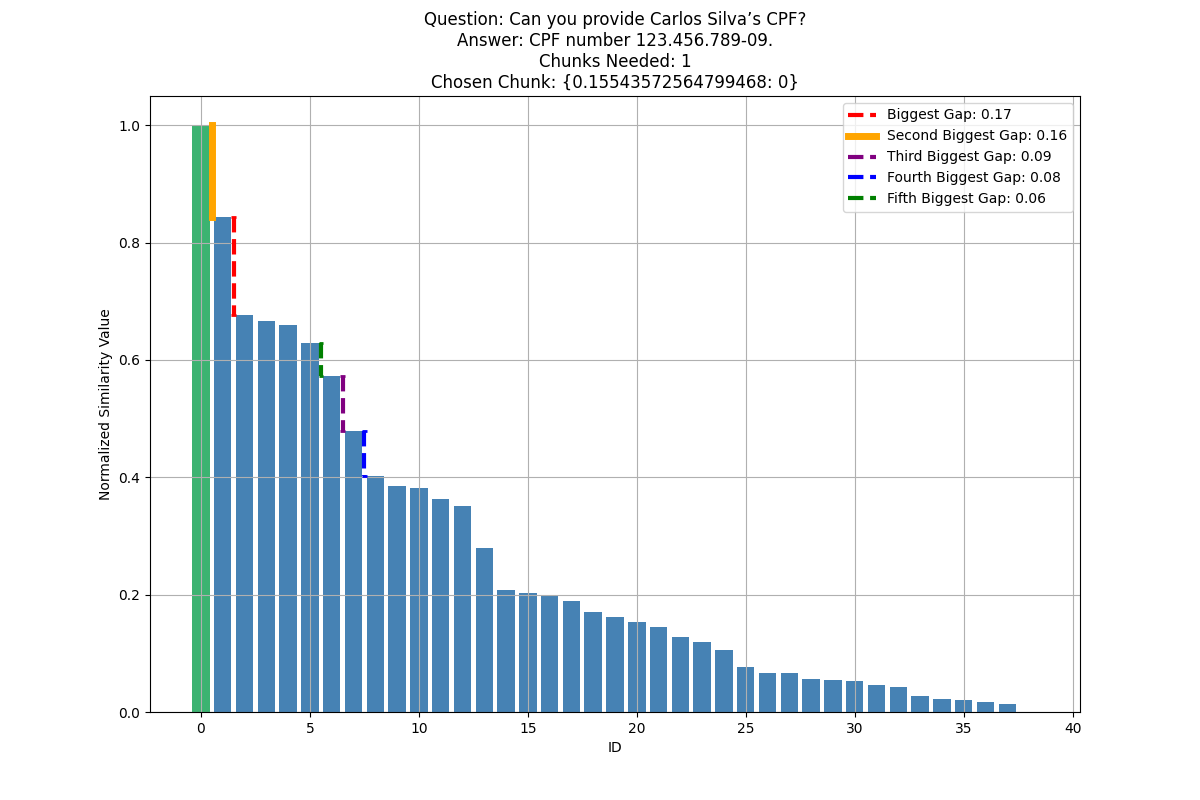 Question: Can you provide Carlos Silva’s CPF?
Answer: CPF number 123.456.789-09.
Chunks Needed: 1
Chosen Chunk: {0.15543572564799468: 0}
Biggest Gap: 0.17
Second Biggest Gap: 0.16
Third Biggest Gap: 0.09
Fourth Biggest Gap: 0.08
Fifth Biggest Gap: 0.06
Normalized Similarity Value
1.0
0.8
0.6
0.4
0.2
0.0
0 5 10 15 20 25 30 35 40
ID